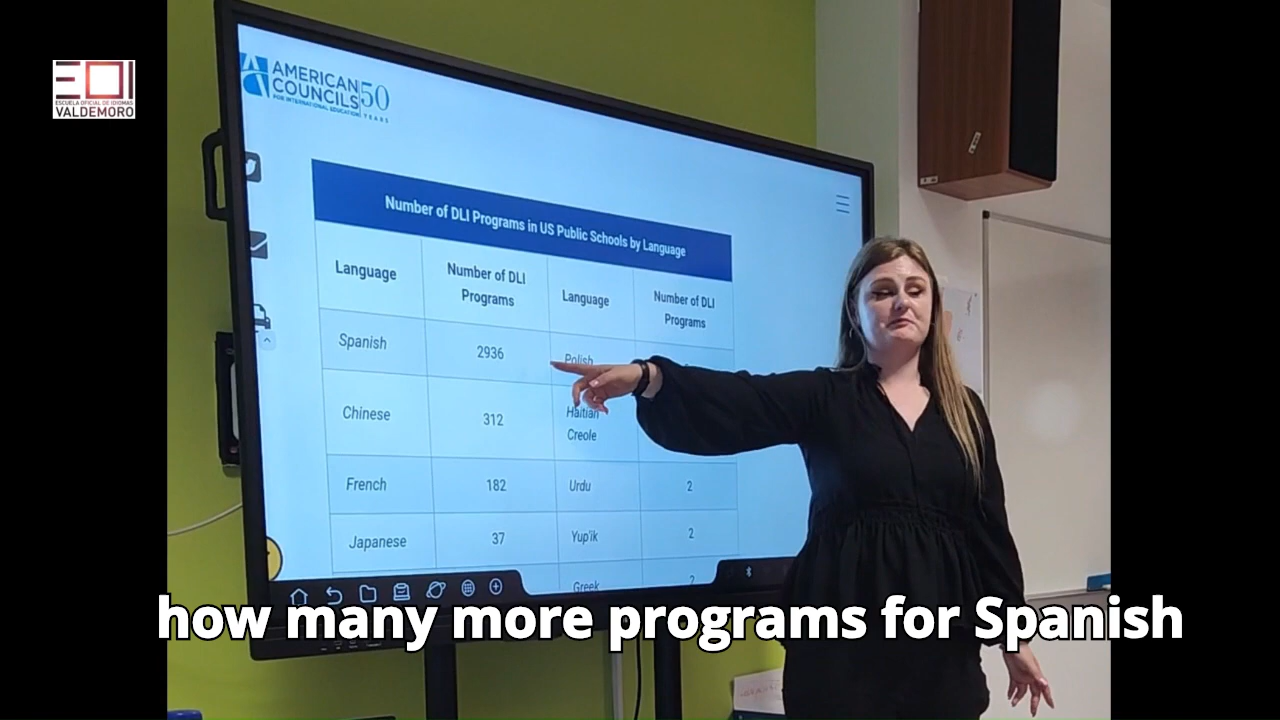 EOI
ESCUELA OFICIAL DE IDIOMAS
VALDEMORO
AMERICAN
COUNCILS
FOR INTERNATIONAL EDUCATION
50
YEARS
Number of DLI Programs in US Public Schools by Language
Language
Number of DLI
Programs
Language
Number of DLI
Programs
Spanish
2936
Polish
Chinese
312
Haitian
Creole
French
182
Urdu
2
Japanese
37
Yup'ik
2
Greek
2
how many more programs for Spanish